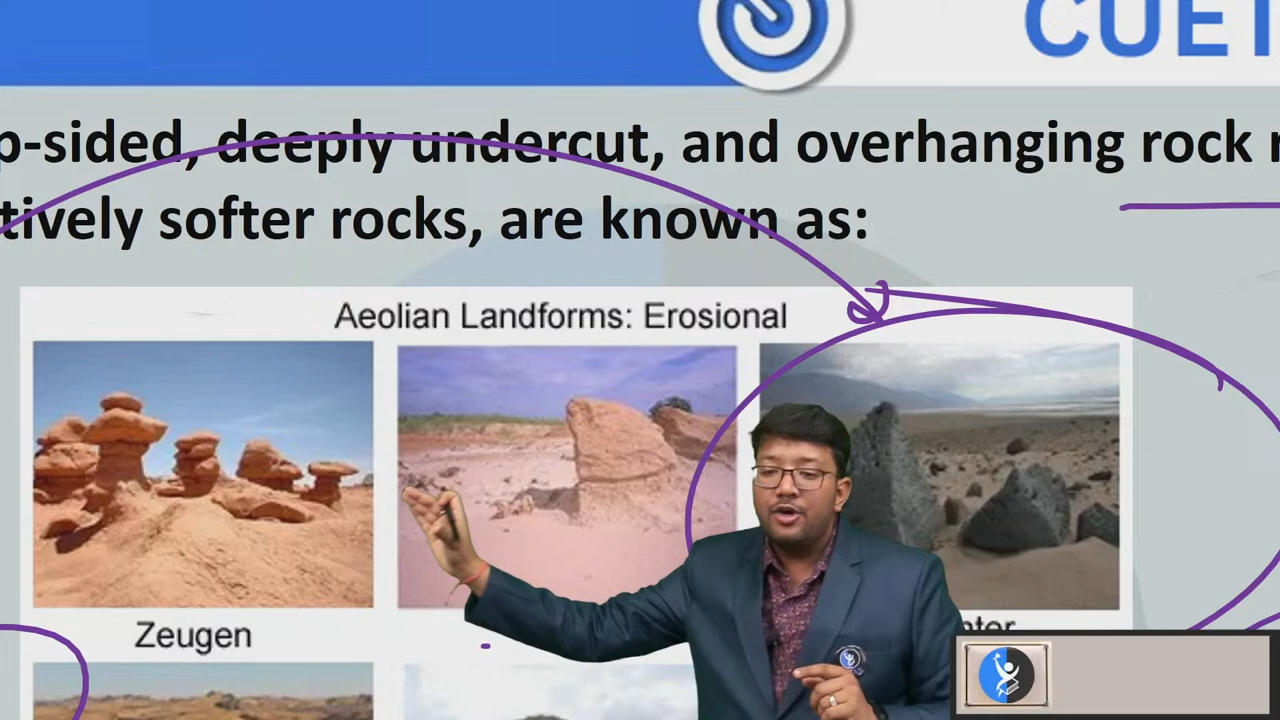 CUET
-sided, deeply undercut, and overhanging rock
tively softer rocks, are known as:
Aeolian Landforms: Erosional
Zeugen